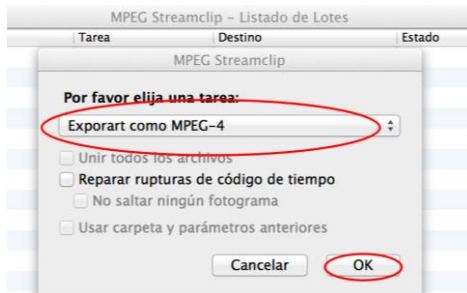 MPEG Streamclip - Listado de Lotes
Tarea Destino Estado
MPEG Streamclip
Por favor elija una tarea:
Exporart como MPEG-4
Unir todos los archivos
Reparar rupturas de código de tiempo
No saltar ningún fotograma
Usar carpeta y parámetros anteriores
Cancelar OK